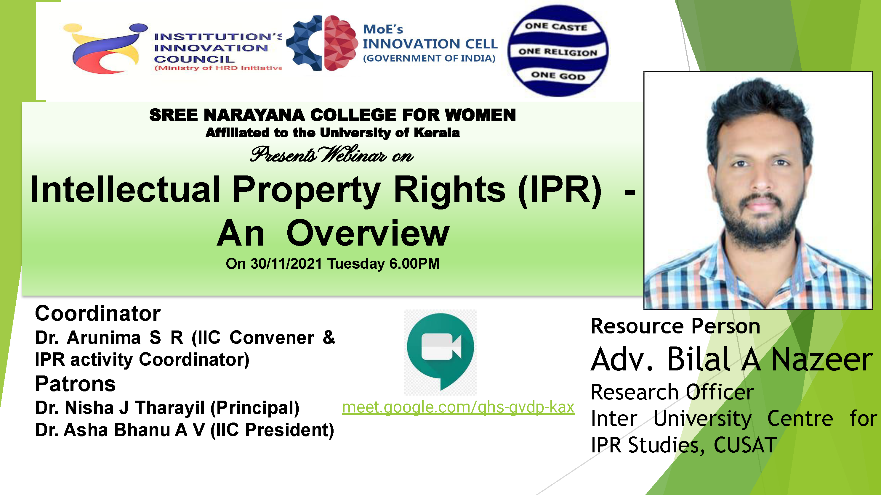 INSTITUTION'S
INNOVATION
COUNCIL
(Ministry of HRD Initiative
MoE's
INNOVATION CELL
(GOVERNMENT OF INDIA)
ONE CASTE
ONE RELIGION
ONE GOD
SREE NARAYANA COLLEGE FOR WOMEN
Affiliated to the University of Kerala
Presents Webinar on
Intellectual Property Rights (IPR) -
An Overview
On 30/11/2021 Tuesday 6.00PM
Coordinator
Dr. Arunima S R (IIC Convener &
IPR activity Coordinator)
Patrons
Dr. Nisha J Tharayil (Principal)
Dr. Asha Bhanu A V (IIC President)
meet.google.com/qhs-gvdp-kax
Resource Person
Adv. Bilal A Nazeer
Research Officer
Inter University Centre for
IPR Studies, CUSAT